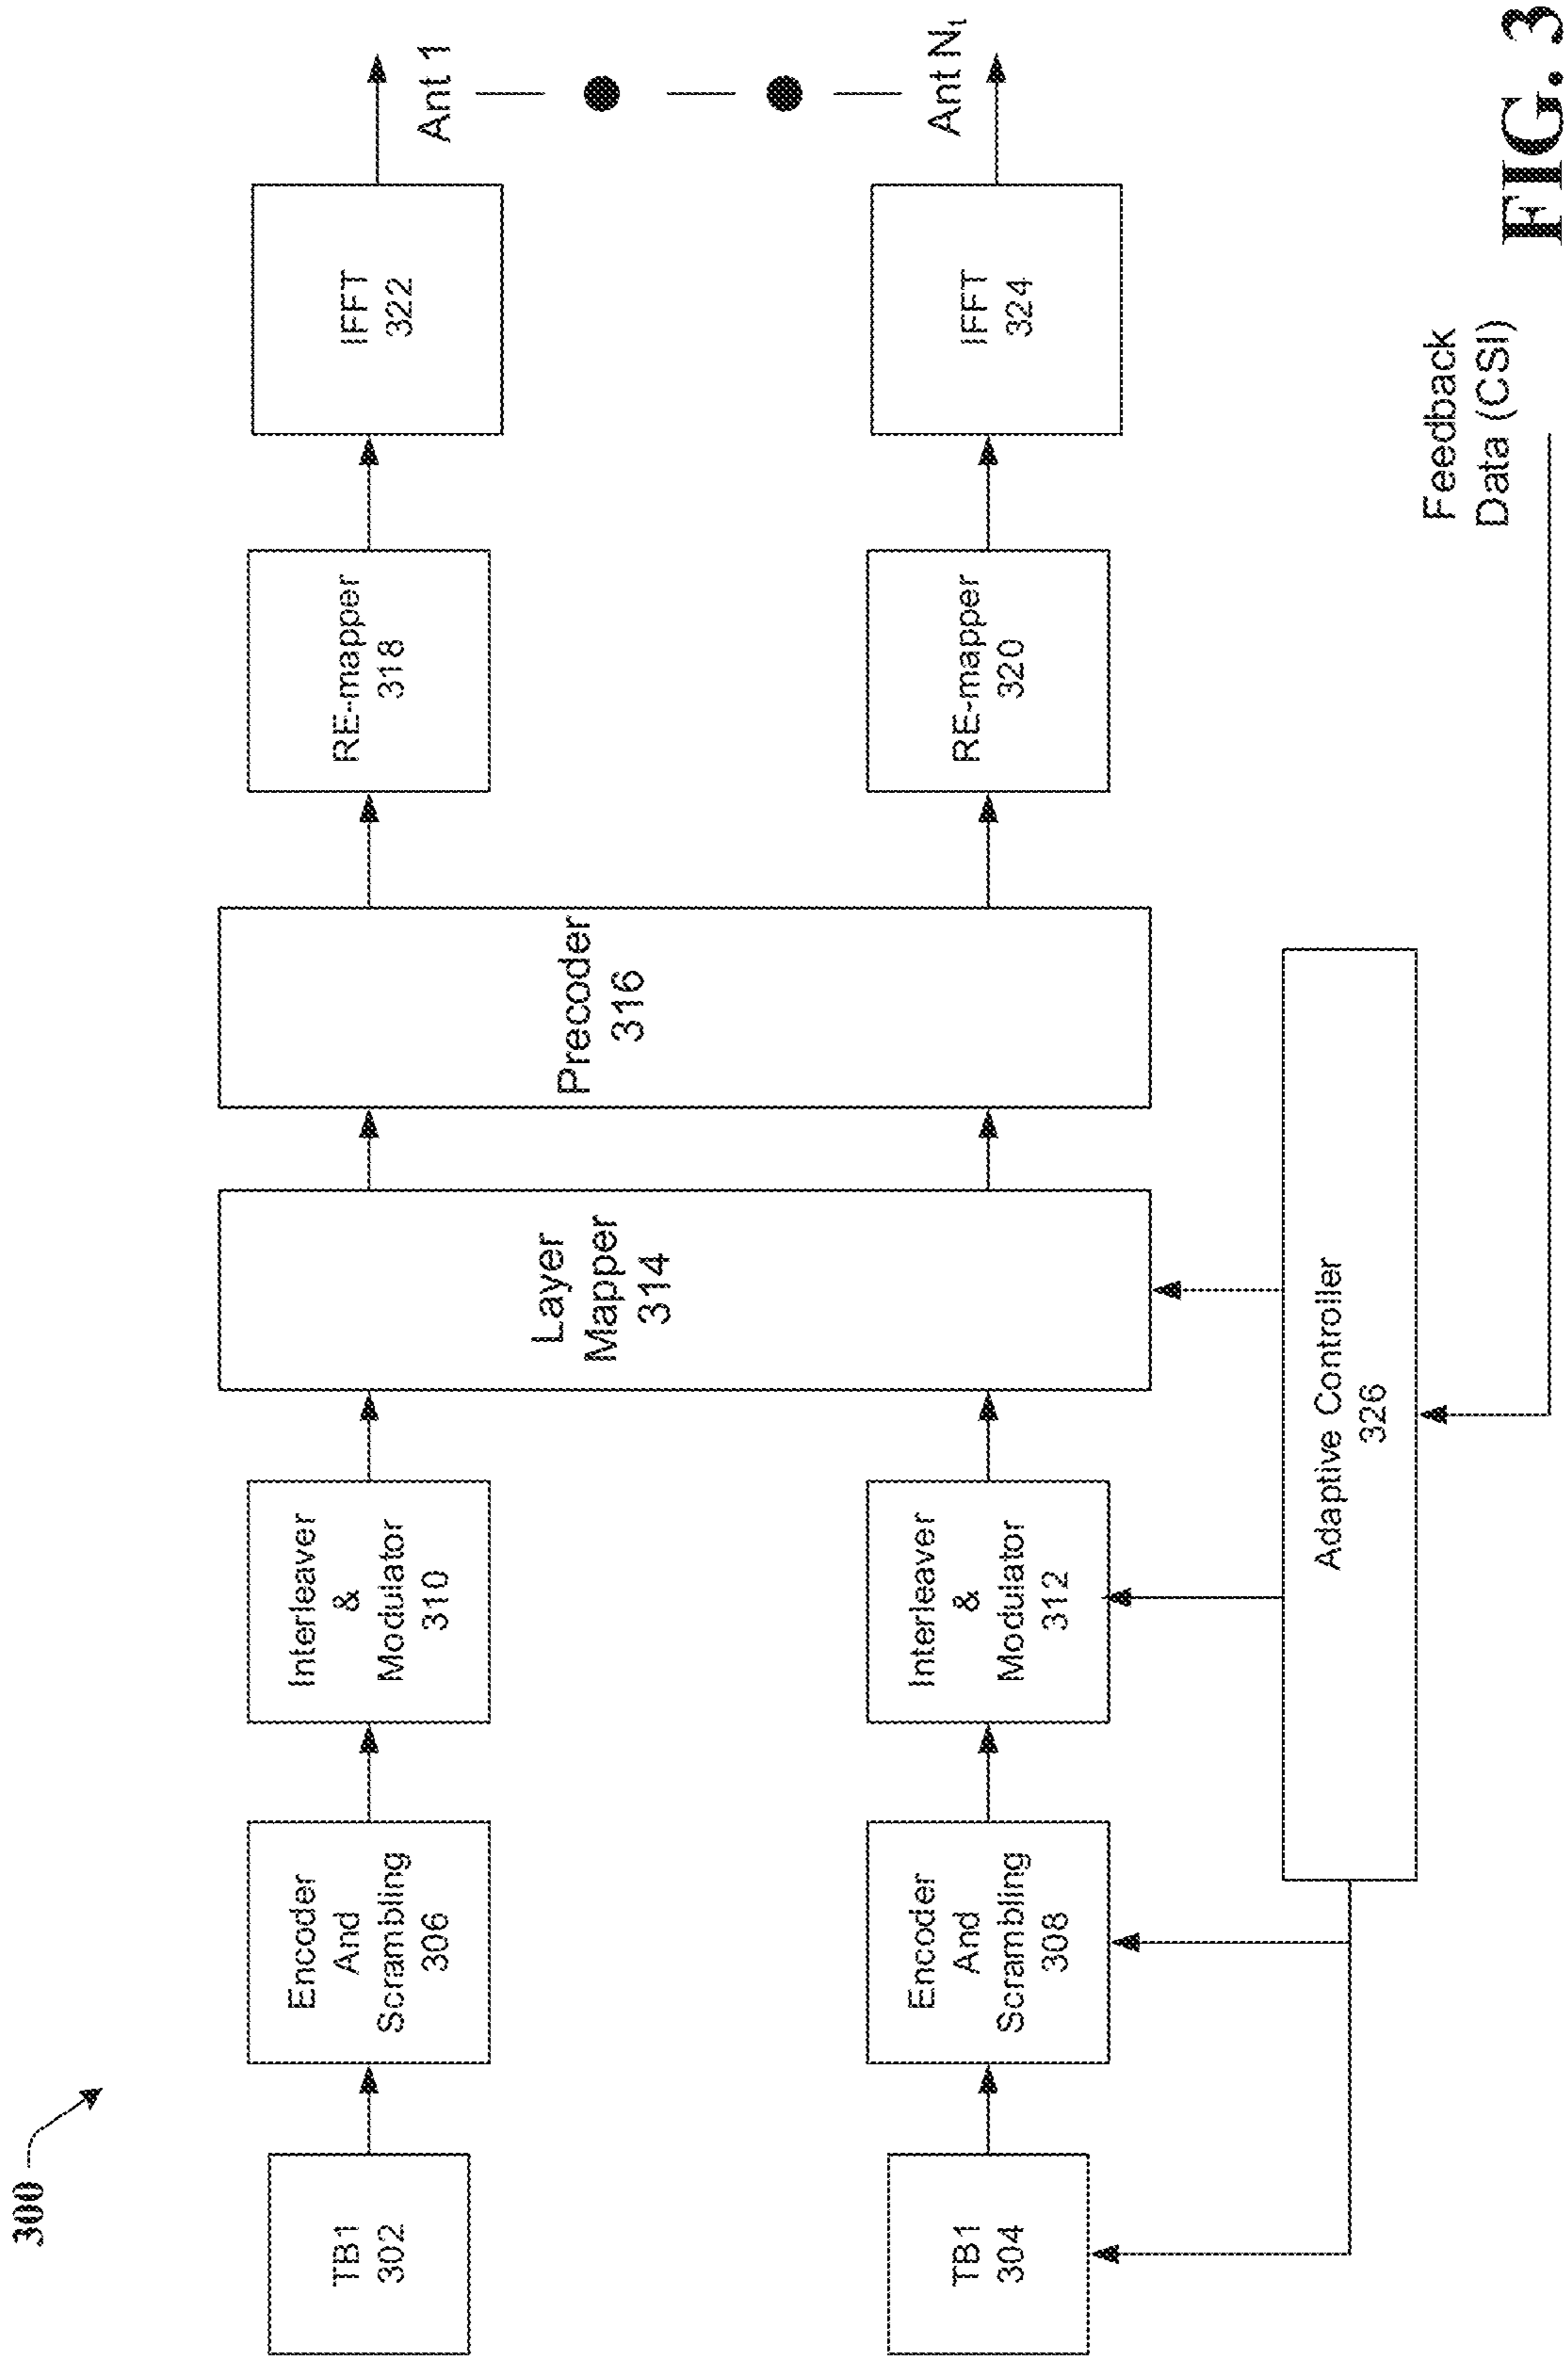 300
TB1
302
Encoder
And
Scrambling
306
Interleaver
&
Modulator
310
Layer
Mapper
314
Precoder
316
RE-mapper
318
IFFT
322
Ant 1
TB1
304
Encoder
And
Scrambling
308
Interleaver
&
Modulator
312
RE-mapper
320
IFFT
324
Ant Nt
Adaptive Controller
326
Feedback
Data (CSI)
FIG. 3